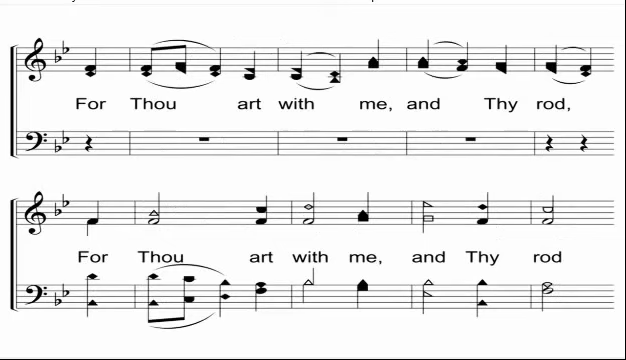 For Thou art with me, and Thy rod,
For Thou art with me, and Thy rod